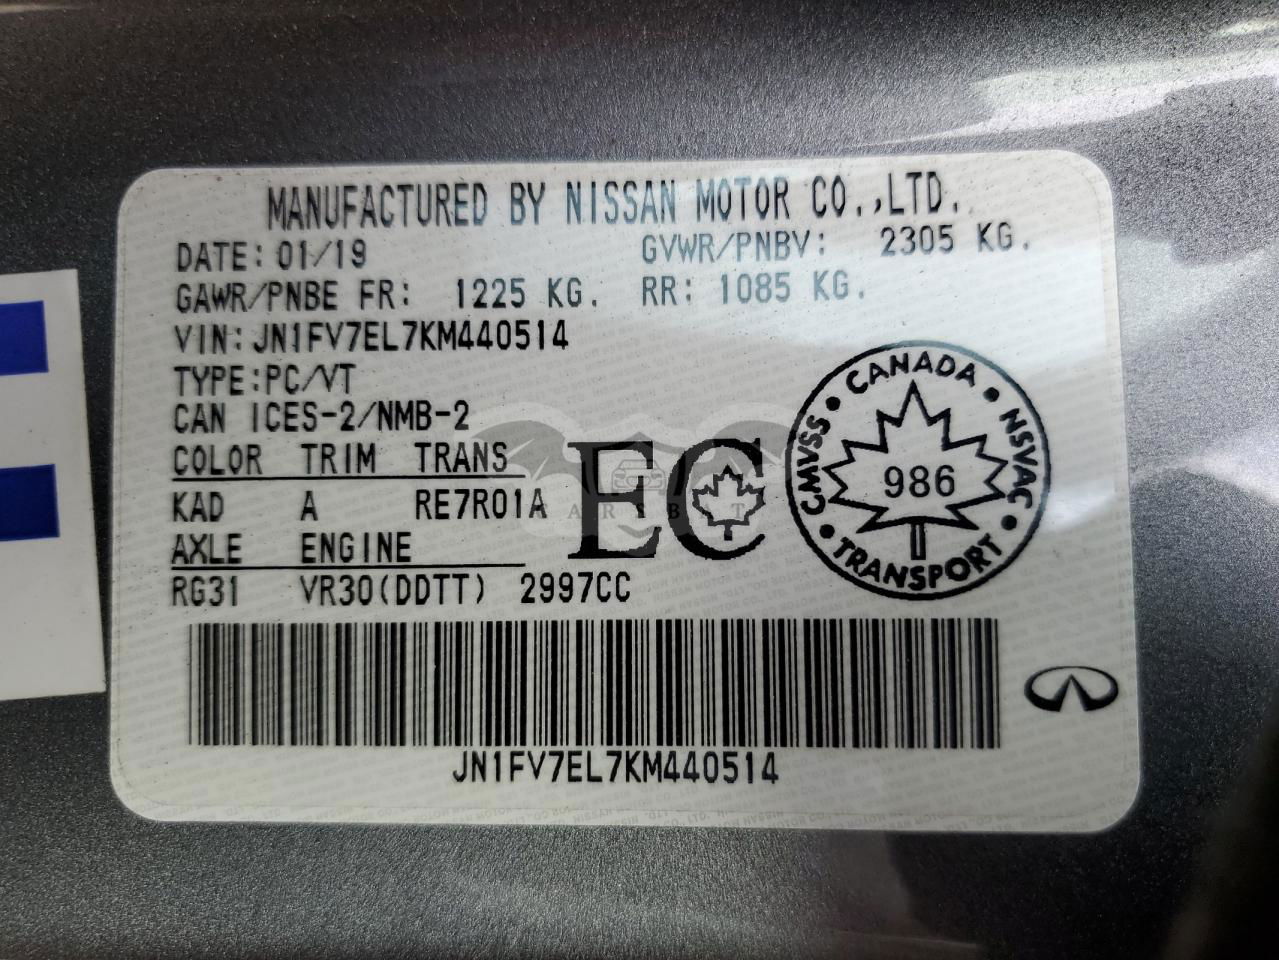 MANUFACTURED BY NISSAN MOTOR CO.,LTD.
DATE: 01/19 GVWR/PNBV: 2305 KG.
GAWR/PNBE FR: 1225 KG. RR: 1085 KG.
VIN: JN1FV7EL7KM440514
TYPE:PC/VT
CAN ICES-2/NMB-2
COLOR TRIM TRANS
KAD A RE7R01A
AXLE ENGINE
RG31 VR30(DDTT) 2997CC
EC
CANADA
CMVSS • NSVAC
986
TRANSPORT
JN1FV7EL7KM440514